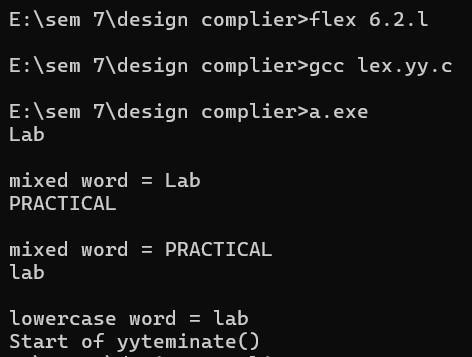 E:\sem 7\design complier>flex 6.2.l
E:\sem 7\design complier>gcc lex.yy.c
E:\sem 7\design complier>a.exe
Lab
mixed word = Lab
PRACTICAL
mixed word = PRACTICAL
lab
lowercase word = lab
Start of yyteminate()